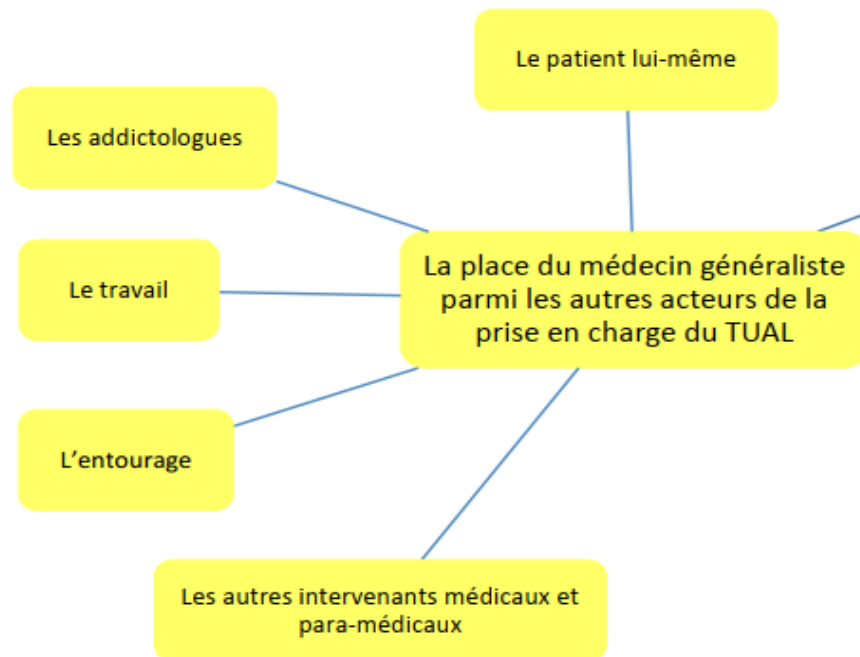 Le patient lui-même
Les addictologues
La place du médecin généraliste
parmi les autres acteurs de la
prise en charge du TUAL
Le travail
L'entourage
Les autres intervenants médicaux et
para-médicaux